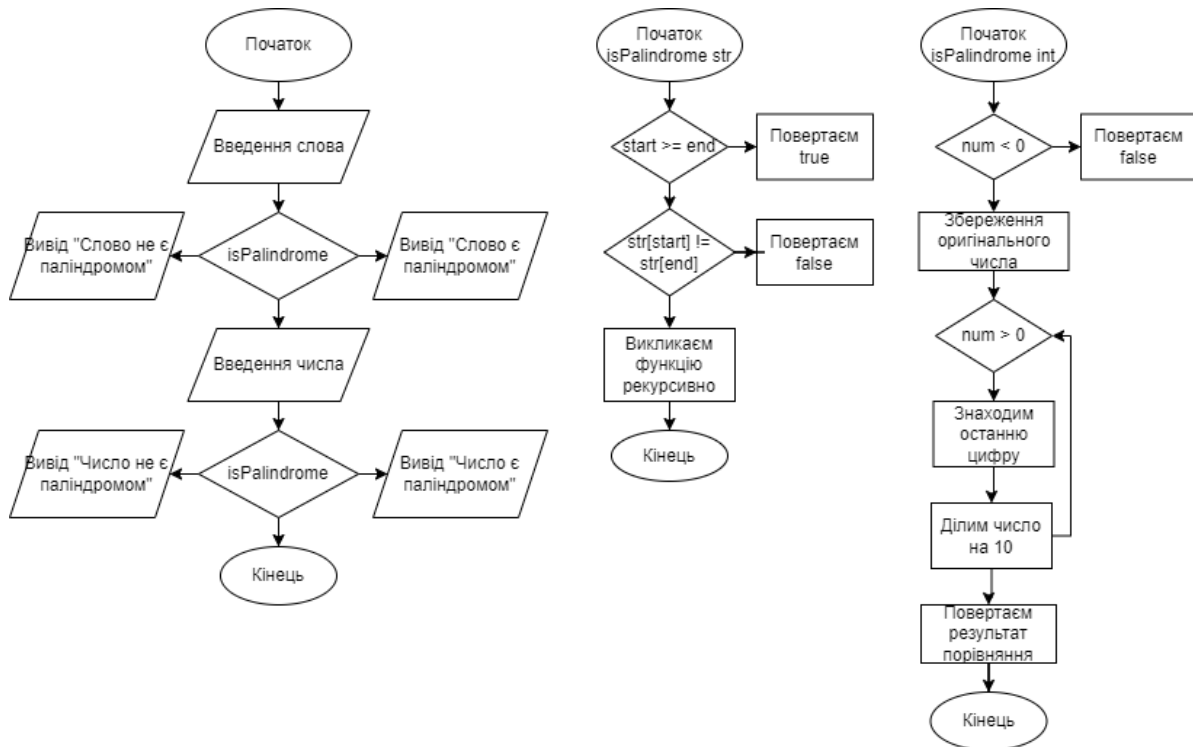 Початок
Введення слова
Вивід "Слово не є
паліндромом"
isPalindrome
Вивід "Слово є
паліндромом"
Введення числа
Вивід "Число не є
паліндромом"
isPalindrome
Вивід "Число є
паліндромом"
Кінець
Початок
isPalindrome str
start >= end
Повертаєм
true
str[start] !=
str[end]
Повертаєм
false
Викликаєм
функцію
рекурсивно
Кінець
Початок
isPalindrome int
num < 0
Повертаєм
false
Збереження
оригінального
числа
num > 0
Знаходим
останню
цифру
Ділим число
на 10
Повертаєм
результат
порівняння
Кінець